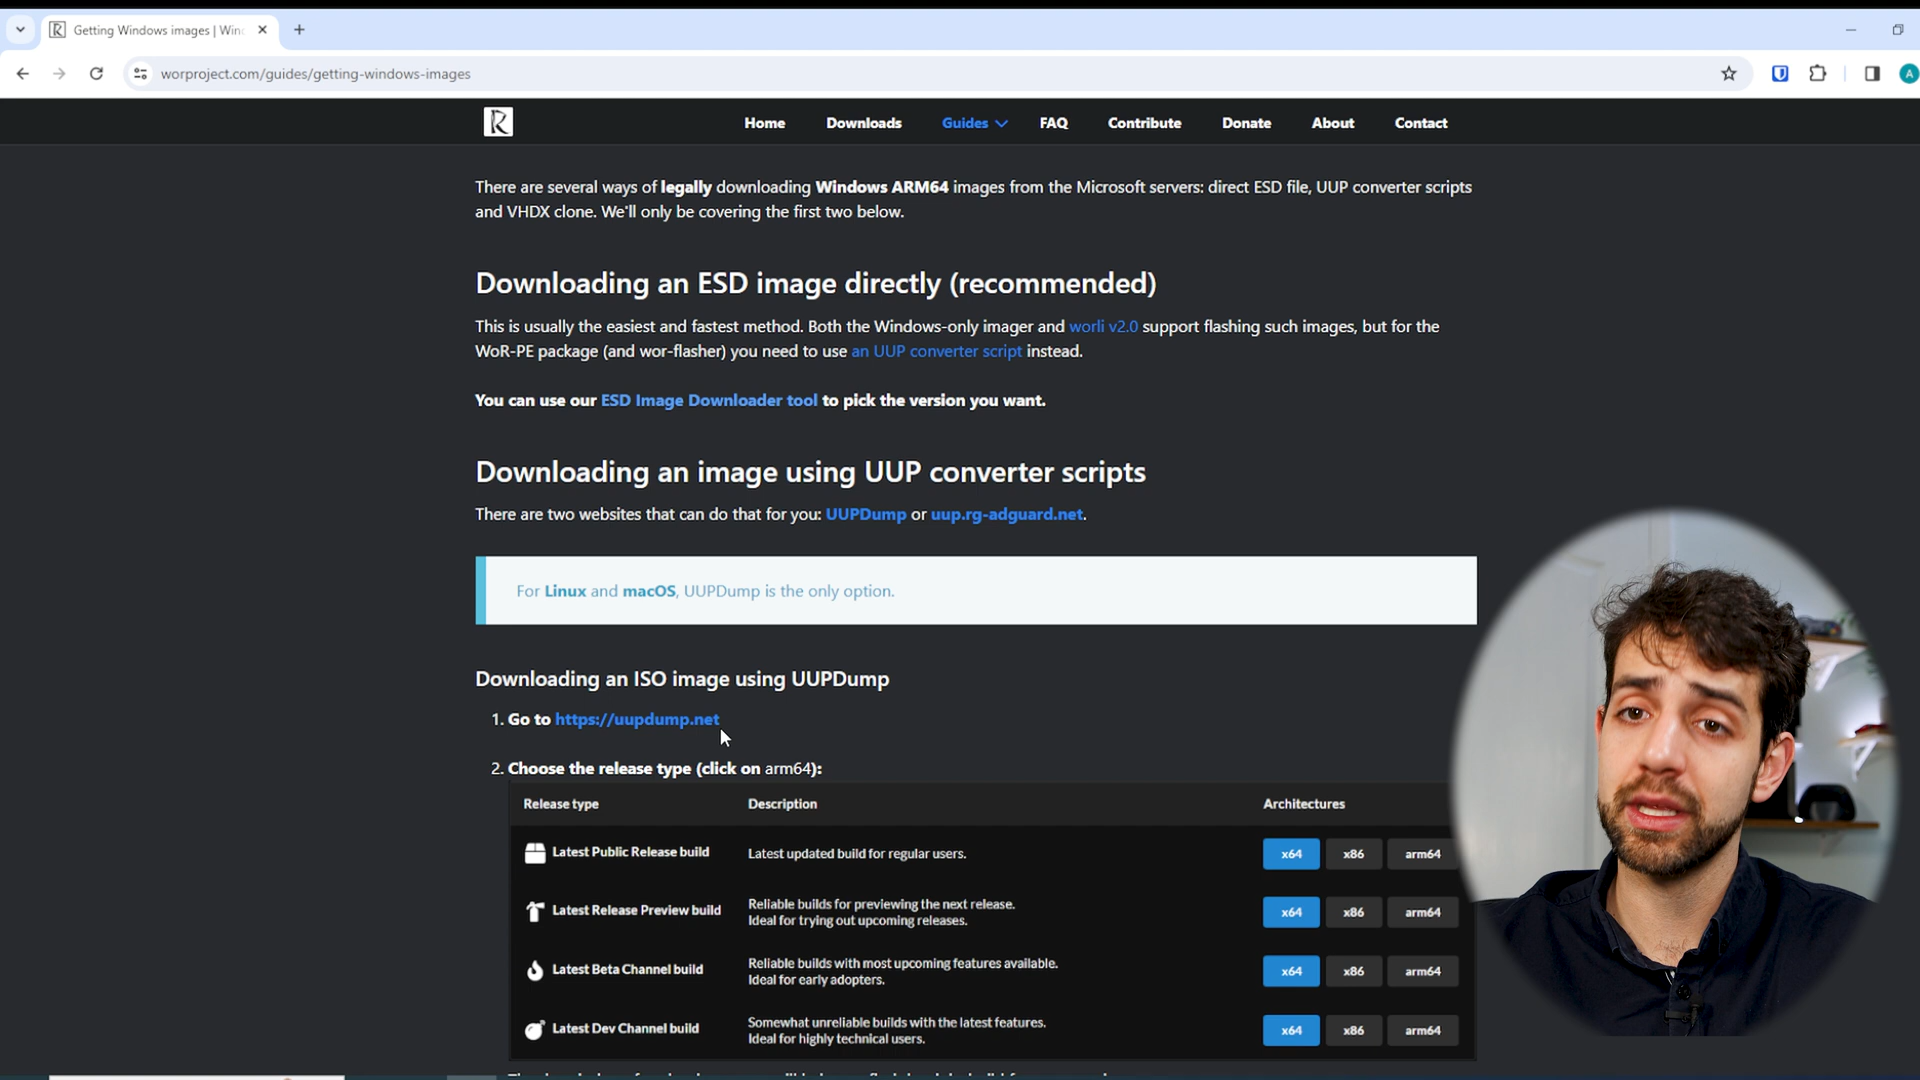 Getting Windows images | Win
worproject.com/guides/getting-windows-images
A
R
Home Downloads Guides FAQ Contribute Donate About Contact
There are several ways of legally downloading Windows ARM64 images from the Microsoft servers: direct ESD file, UUP converter scripts
and VHDX clone. We'll only be covering the first two below.
Downloading an ESD image directly (recommended)
This is usually the easiest and fastest method. Both the Windows-only imager and worli v2.0 support flashing such images, but for the
WoR-PE package (and wor-flasher) you need to use an UUP converter script instead.
You can use our ESD Image Downloader tool to pick the version you want.
Downloading an image using UUP converter scripts
There are two websites that can do that for you: UUPDump or uup.rg-adguard.net.
For Linux and macOS, UUPDump is the only option.
Downloading an ISO image using UUPDump
1. Go to https://uupdump.net
2. Choose the release type (click on arm64):
Release type Description Architectures
Latest Public Release build Latest updated build for regular users. x64 x86 arm64
Latest Release Preview build Reliable builds for previewing the next release. x64 x86 arm64
Ideal for trying out upcoming releases.
Latest Beta Channel build Reliable builds with most upcoming features available. x64 x86 arm64
Ideal for early adopters.
Latest Dev Channel build Somewhat unreliable builds with the latest features. x64 x86 arm64
Ideal for highly technical users.